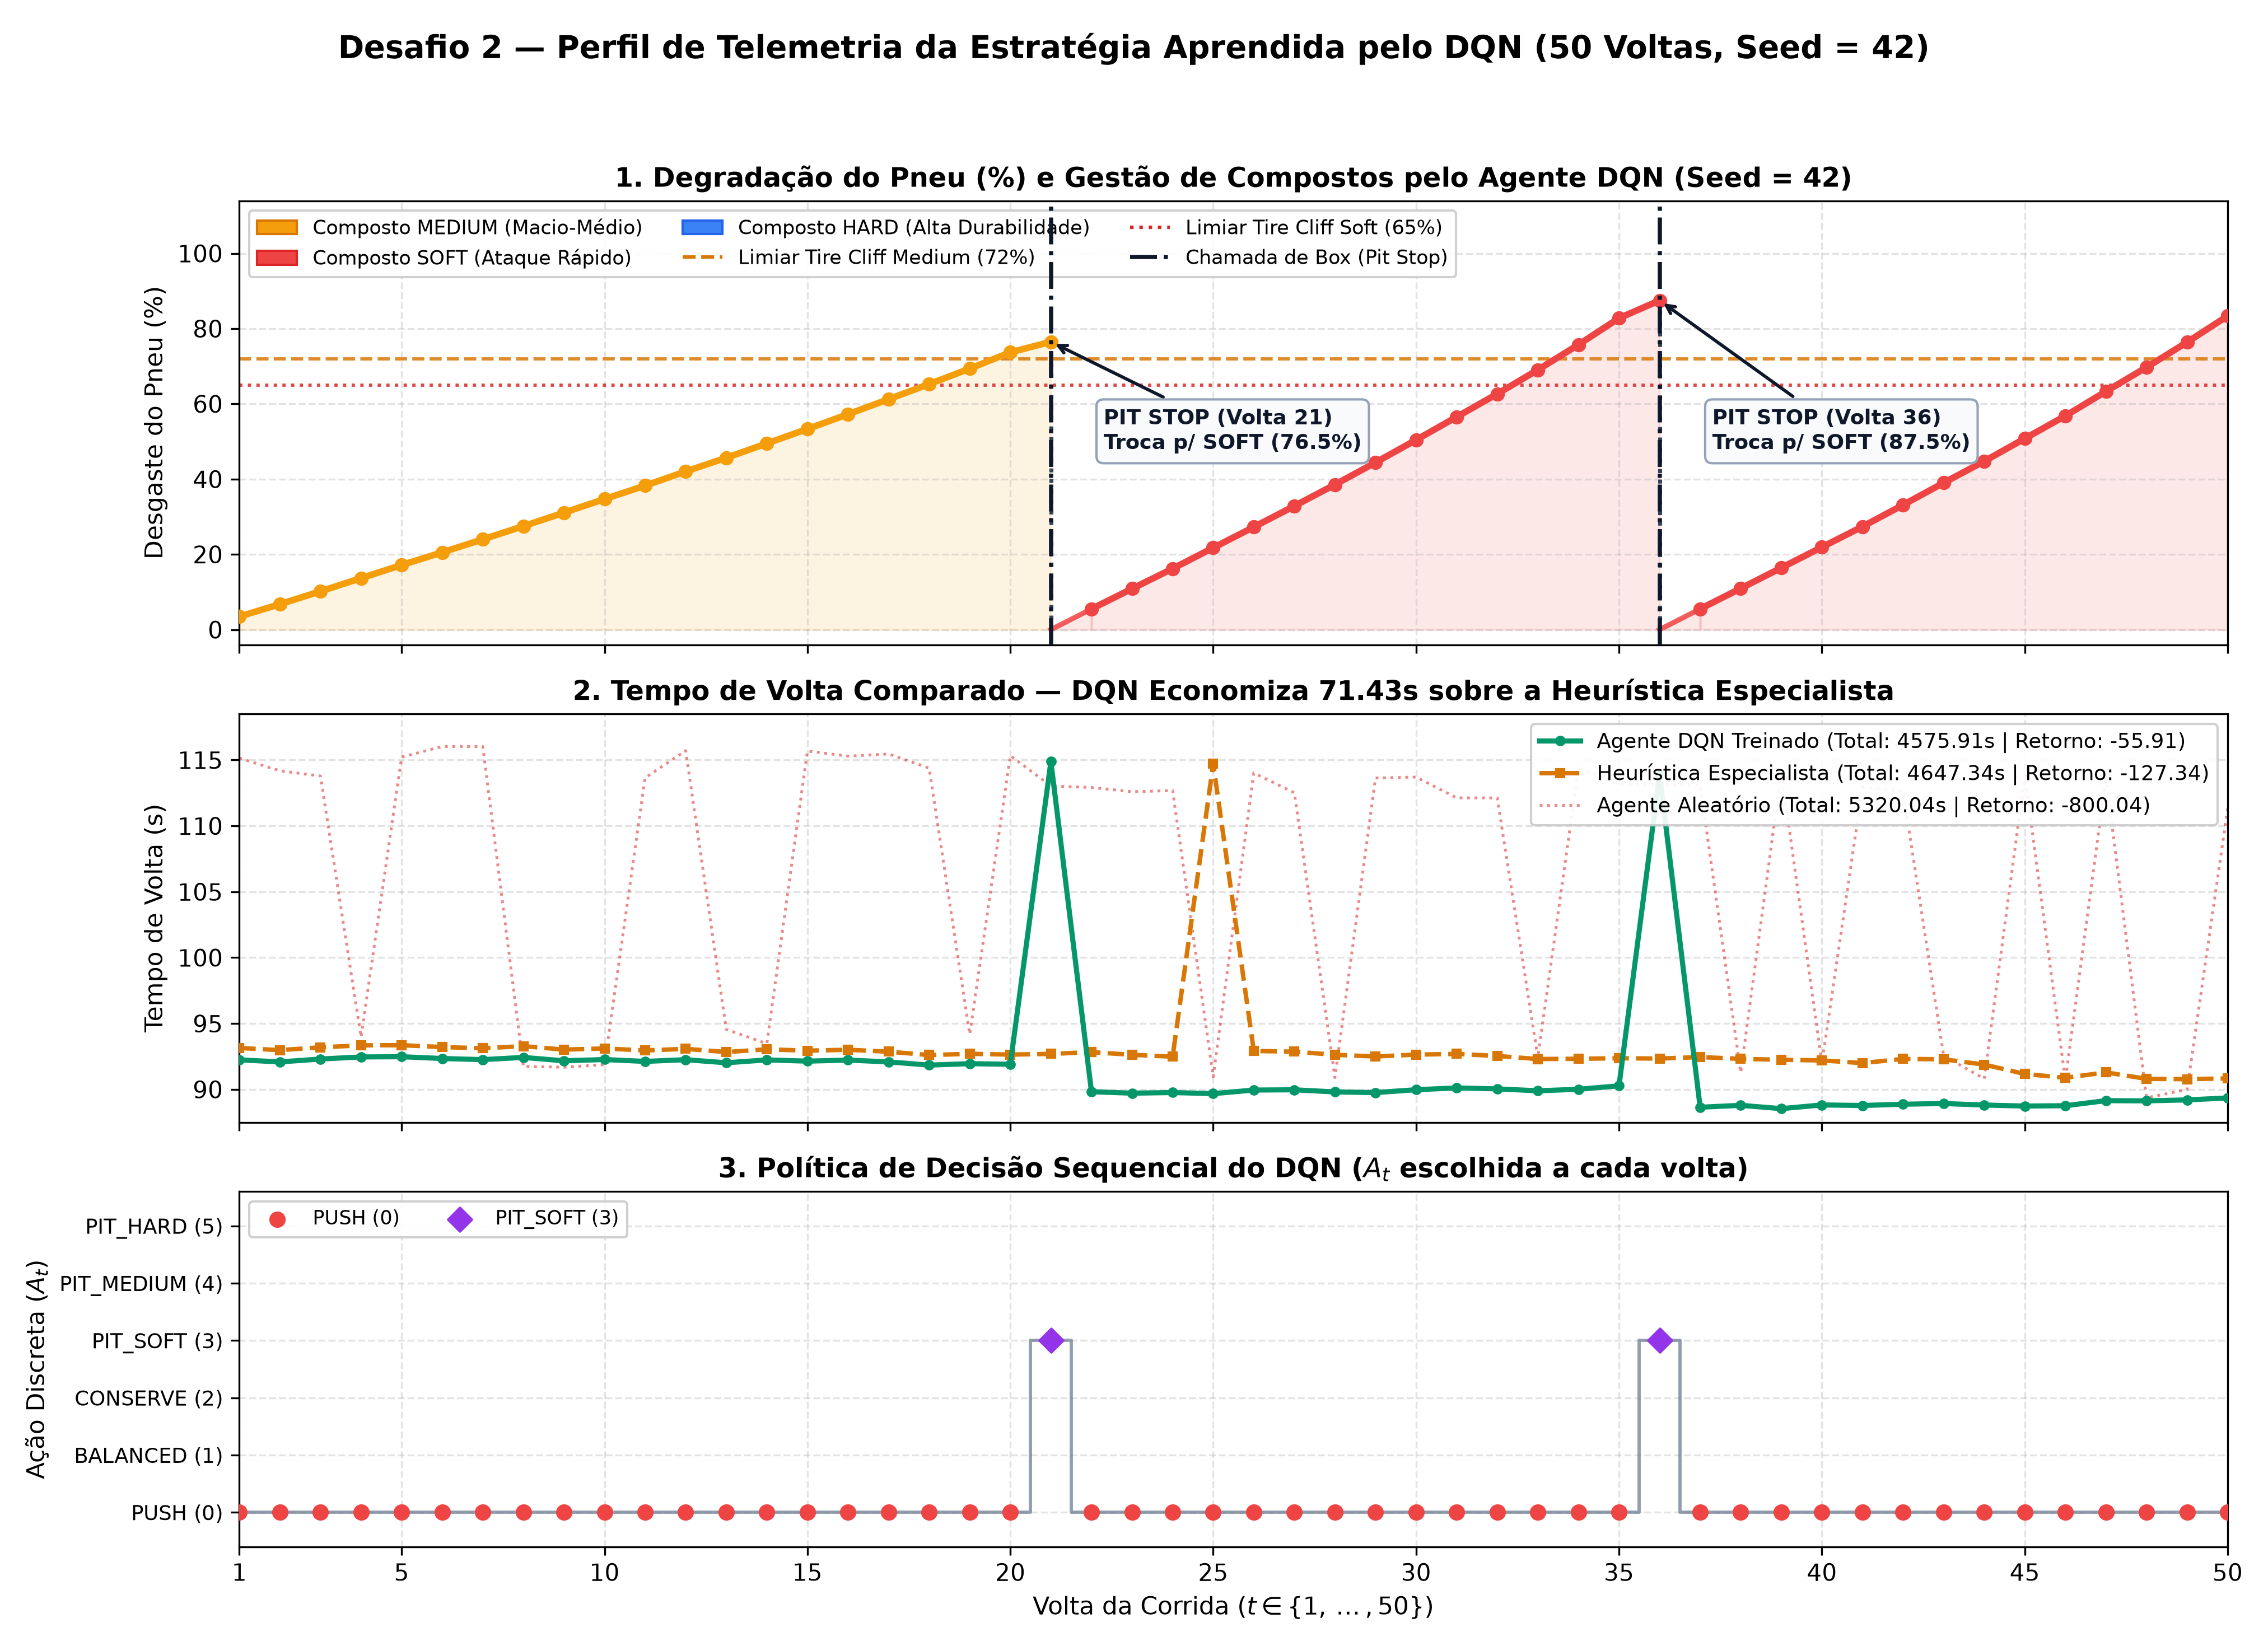 Desafio 2 — Perfil de Telemetria da Estratégia Aprendida pelo DQN (50 Voltas, Seed = 42)
1. Degradação do Pneu (%) e Gestão de Compostos pelo Agente DQN (Seed = 42)
Composto MEDIUM (Macio-Médio)
Composto SOFT (Ataque Rápido)
Composto HARD (Alta Durabilidade)
Limiar Tire Cliff Medium (72%)
Limiar Tire Cliff Soft (65%)
Chamada de Box (Pit Stop)
Desgaste do Pneu (%)
100
80
60
40
20
0
PIT STOP (Volta 21)
Troca p/ SOFT (76.5%)
PIT STOP (Volta 36)
Troca p/ SOFT (87.5%)
2. Tempo de Volta Comparado — DQN Economiza 71.43s sobre a Heurística Especialista
Agente DQN Treinado (Total: 4575.91s | Retorno: -55.91)
Heurística Especialista (Total: 4647.34s | Retorno: -127.34)
Agente Aleatório (Total: 5320.04s | Retorno: -800.04)
Tempo de Volta (s)
115
110
105
100
95
90
3. Política de Decisão Sequencial do DQN (A_t escolhida a cada volta)
PUSH (0)
PIT_SOFT (3)
Ação Discreta (A_t)
PIT_HARD (5)
PIT_MEDIUM (4)
PIT_SOFT (3)
CONSERVE (2)
BALANCED (1)
PUSH (0)
1 5 10 15 20 25 30 35 40 45 50
Volta da Corrida (t ∈ {1, …, 50})